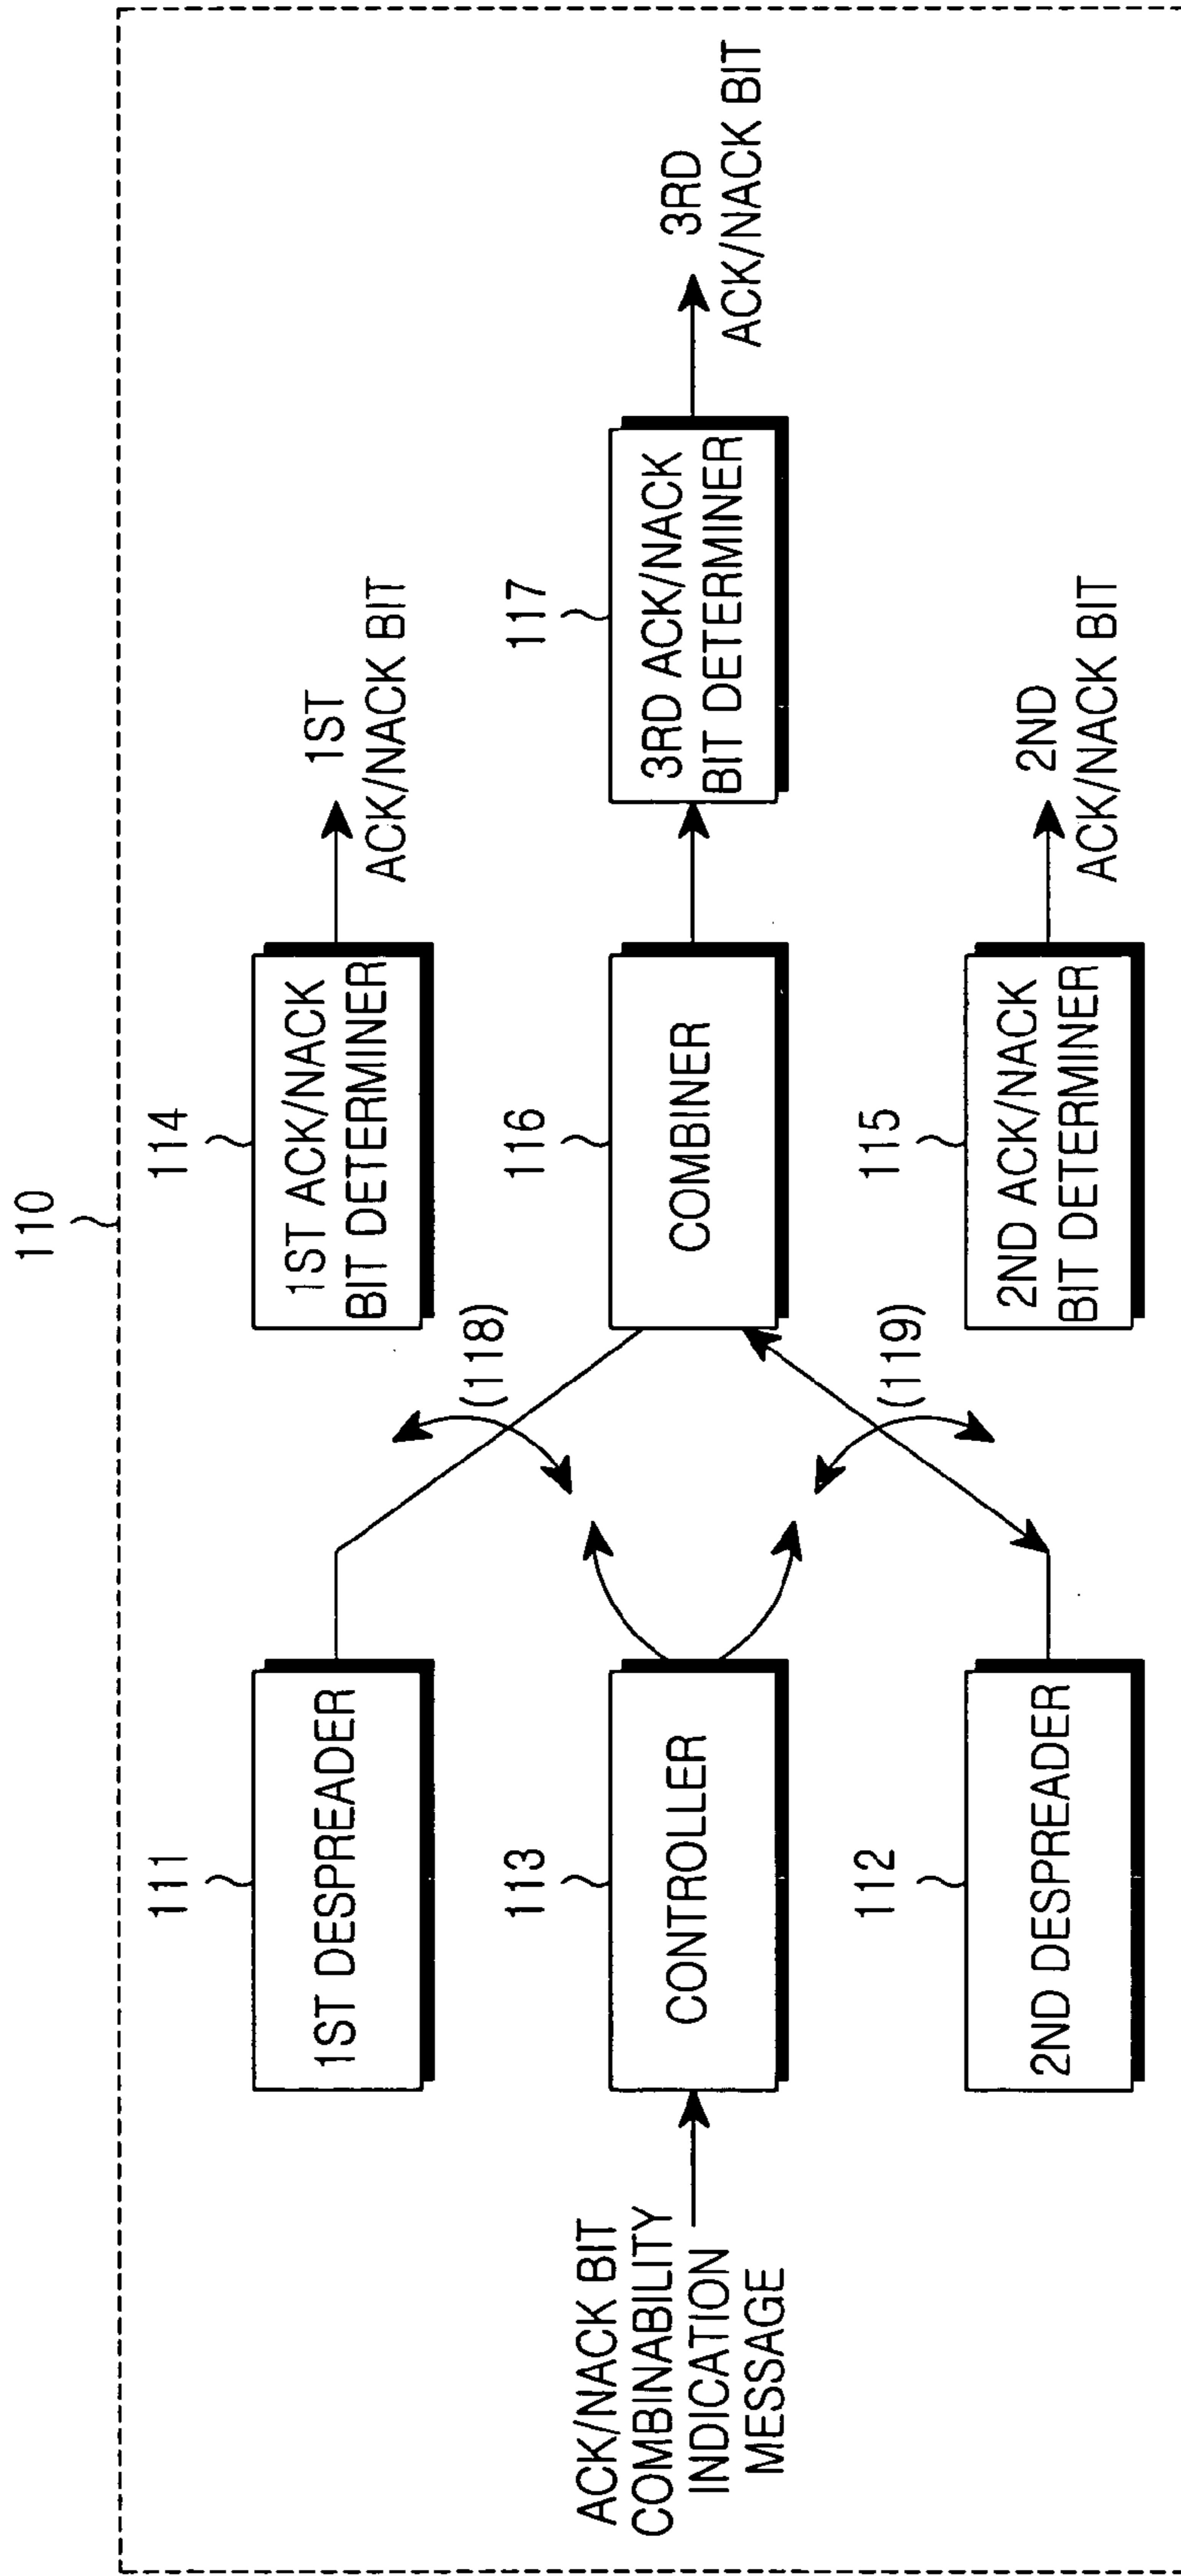 110
111
1ST DESPREADER
(118)
114
1ST ACK/NACK
BIT DETERMINER
1ST
ACK/NACK BIT
ACK/NACK BIT
COMBINABILITY
INDICATION
MESSAGE
113
CONTROLLER
116
COMBINER
117
3RD ACK/NACK
BIT DETERMINER
3RD
ACK/NACK BIT
112
2ND DESPREADER
(119)
115
2ND ACK/NACK
BIT DETERMINER
2ND
ACK/NACK BIT